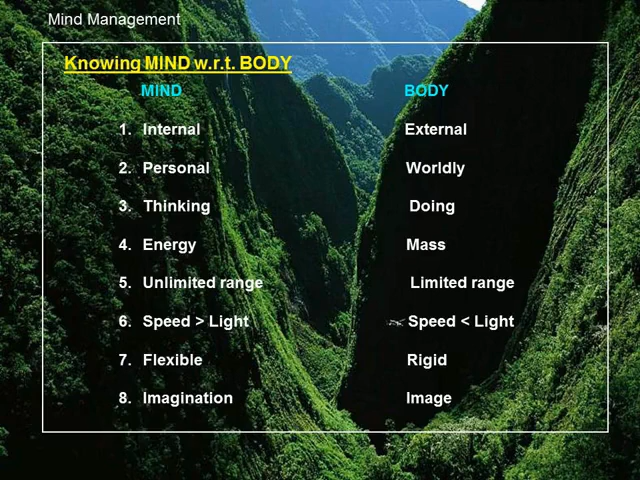 Mind Management
Knowing MIND w.r.t. BODY
MIND BODY
1. Internal External
2. Personal Worldly
3. Thinking Doing
4. Energy Mass
5. Unlimited range Limited range
6. Speed > Light Speed < Light
7. Flexible Rigid
8. Imagination Image